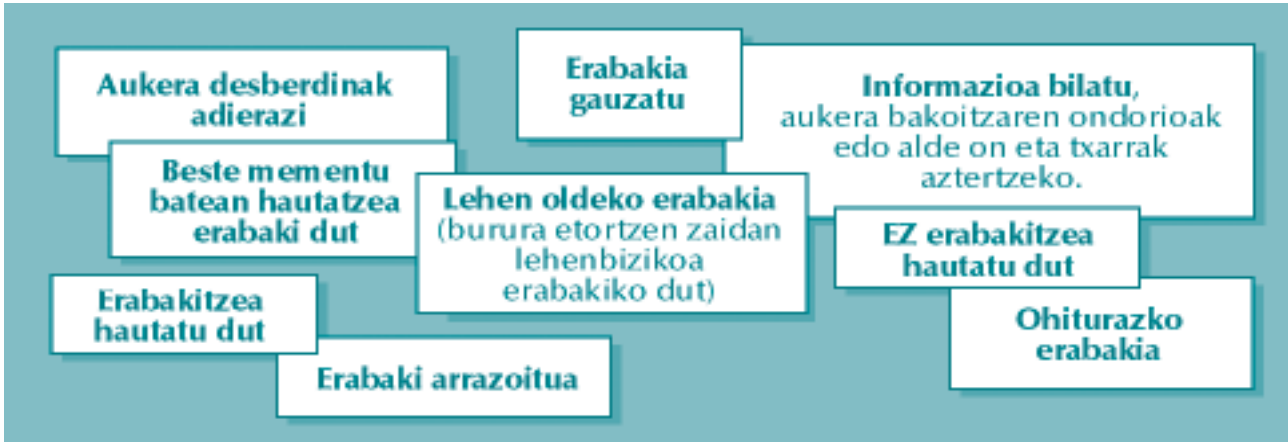 Aukera desberdinak
adierazi
Erabakia
gauzatu
Informazioa bilatu,
aukera bakoitzaren ondorioak
edo alde on eta txarrak
aztertzeko.
Beste mementu
batean hautatzea
erabaki dut
Lehen oldeko erabakia
(burura etortzen zaidan
lehenbizikoa
erabakiko dut)
EZ erabakitzea
hautatu dut
Erabakitzea
hautatu dut
Ohiturazko
erabakia
Erabaki arrazoitua